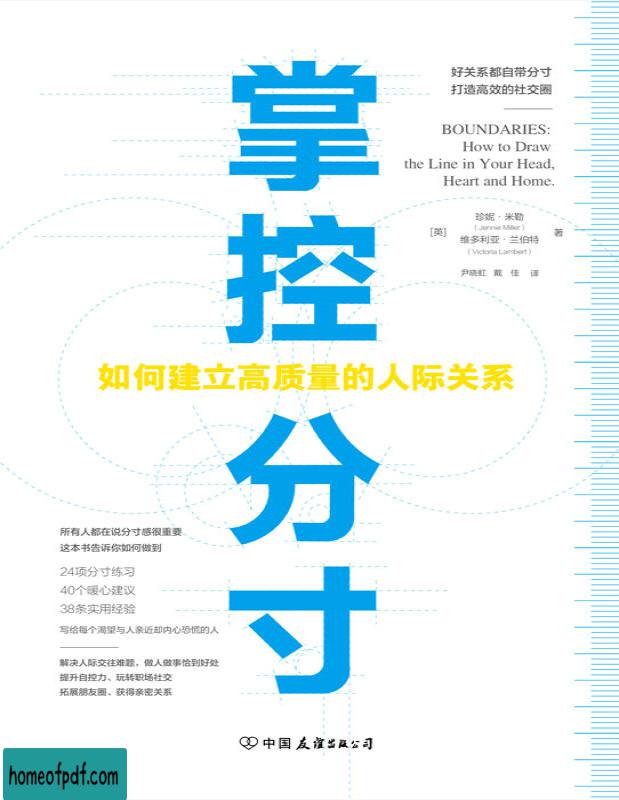 好关系都自带分寸
打造高效的社交圈
BOUNDARIES:
How to Draw
the Line in Your Head,
Heart and Home.
珍妮·米勒
(Jennie Miller)
[英]
维多利亚·兰伯特
(Victoria Lambert)
著
尹晓虹 戴 佳 译
掌控分寸
如何建立高质量的人际关系
所有人都在说分寸感很重要
这本书告诉你如何做到
24项分寸练习
40个暖心建议
38条实用经验
写给每个渴望与人亲近却内心恐慌的人
解决人际交往难题，做人做事恰到好处
提升自控力、玩转职场社交
拓展朋友圈、获得亲密关系
中国友谊出版公司
homeofpdf.com